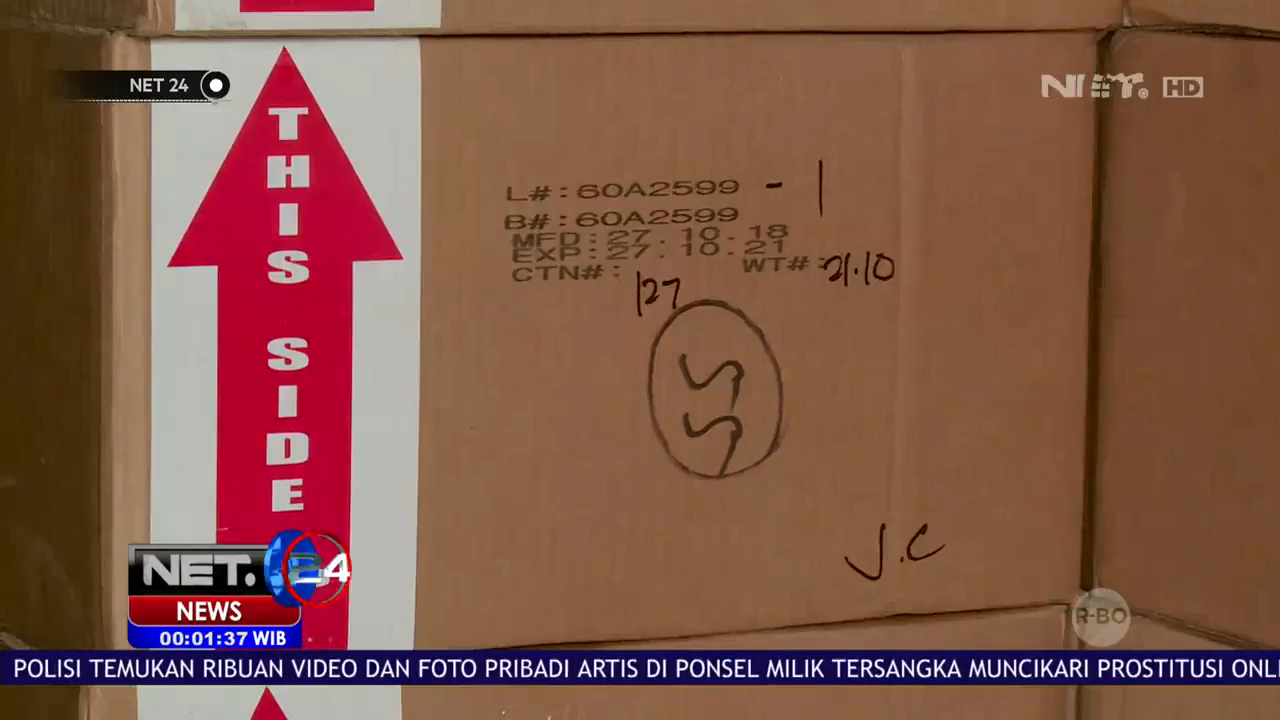 NET 24
NET. HD
THIS SIDE
L# : 60A2599 - 1
B# : 60A2599
MFD : 27 . 10 . 18
EXP : 27 . 10 . 21
CTN# : 127 WT# : 21.10
J.C
NET. 24
NEWS
00:01:37 WIB
R-BO
POLISI TEMUKAN RIBUAN VIDEO DAN FOTO PRIBADI ARTIS DI PONSEL MILIK TERSANGKA MUNCIKARI PROSTITUSI ONLI